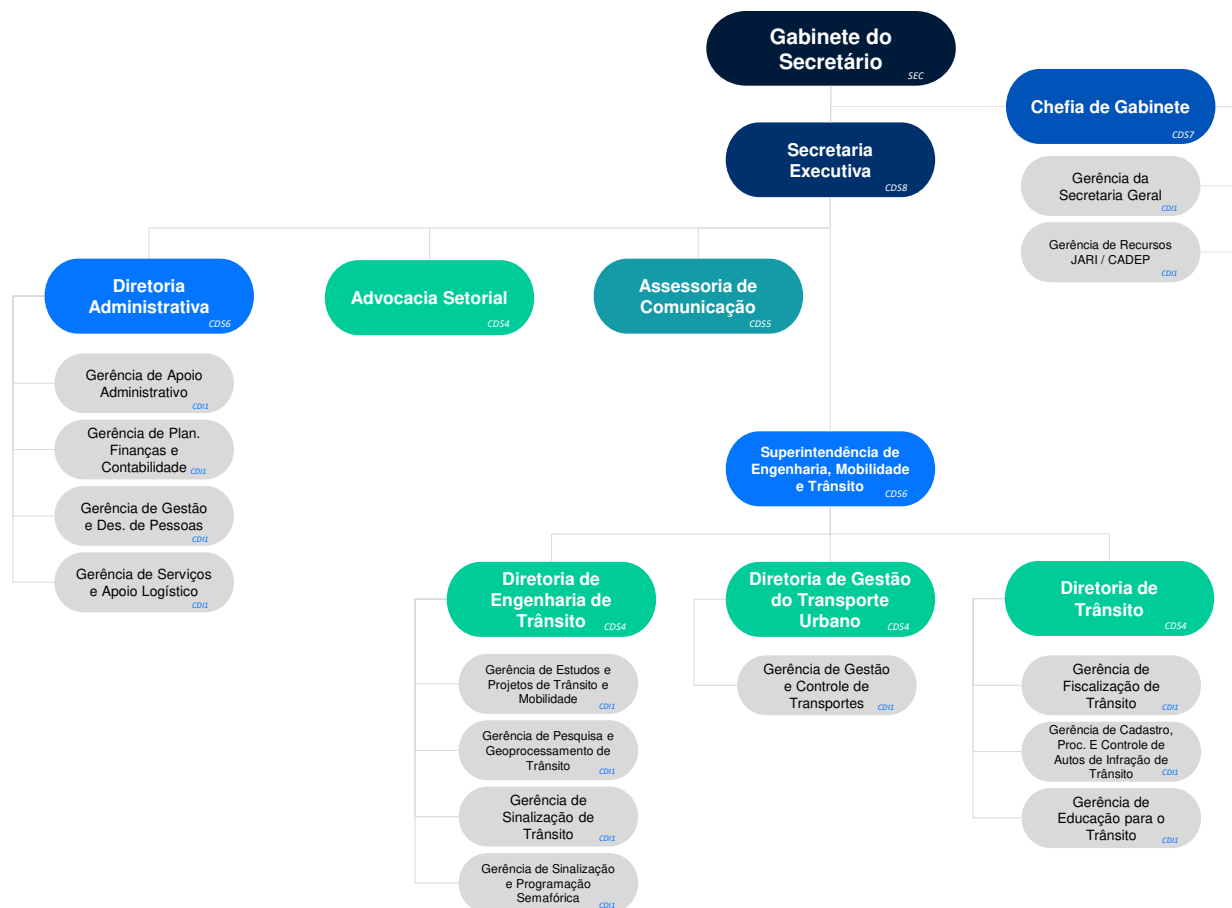 Gabinete do
Secretário
SEC
Chefia de Gabinete
CDS7
Secretaria
Executiva
CDS8
Gerência da
Secretaria Geral
CDI1
Gerência de Recursos
JARI / CADEP
CDI1
Diretoria
Administrativa
CDS6
Advocacia Setorial
CDS4
Assessoria de
Comunicação
CDS5
Gerência de Apoio
Administrativo
CDI1
Gerência de Plan.
Finanças e
Contabilidade CDI1
Gerência de Gestão
e Des. de Pessoas
CDI1
Gerência de Serviços
e Apoio Logístico
CDI1
Superintendência de
Engenharia, Mobilidade
e Trânsito CDS6
Diretoria de
Engenharia de
Trânsito CDS4
Gerência de Estudos e
Projetos de Trânsito e
Mobilidade CDI1
Gerência de Pesquisa e
Geoprocessamento de
Trânsito CDI1
Gerência de
Sinalização de
Trânsito CDI1
Gerência de Sinalização
e Programação
Semafórica CDI1
Diretoria de Gestão
do Transporte
Urbano CDS4
Gerência de Gestão
e Controle de
Transportes CDI1
Diretoria de
Trânsito
CDS4
Gerência de
Fiscalização de
Trânsito CDI1
Gerência de Cadastro,
Proc. E Controle de
Autos de Infração de
Trânsito CDI1
Gerência de
Educação para o
Trânsito CDI1